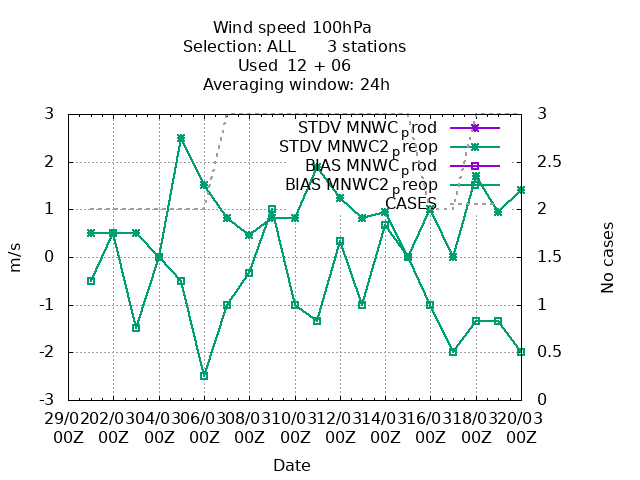 Wind speed 100hPa
Selection: ALL 3 stations
Used 12 + 06
Averaging window: 24h
STDV MNWC_prod
STDV MNWC2_preop
BIAS MNWC_prod
BIAS MNWC2_preop
CASES
3
2
1
0
-1
-2
-3
m/s
3
2.5
2
1.5
1
0.5
0
No cases
29/02 02/03 04/03 06/03 08/03 10/03 12/03 14/03 16/03 18/03 20/03
00Z 00Z 00Z 00Z 00Z 00Z 00Z 00Z 00Z 00Z 00Z
Date